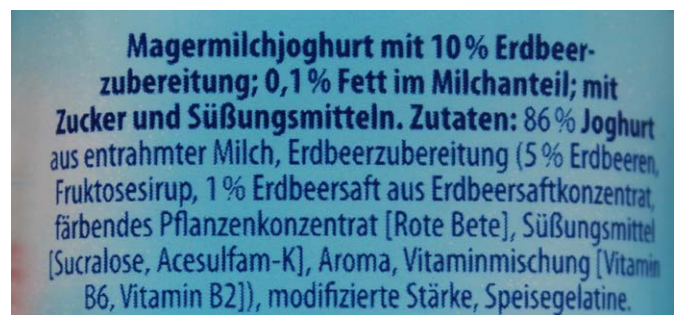 Magermilchjoghurt mit 10 % Erdbeer-
zubereitung; 0,1 % Fett im Milchanteil; mit
Zucker und Süßungsmitteln. Zutaten: 86 % Joghurt
aus entrahmter Milch, Erdbeerzubereitung (5 % Erdbeeren,
Fruktosesirup, 1 % Erdbeersaft aus Erdbeersaftkonzentrat,
färbendes Pflanzenkonzentrat [Rote Bete], Süßungsmittel
[Sucralose, Acesulfam-K], Aroma, Vitaminmischung [Vitamin
B6, Vitamin B2]), modifizierte Stärke, Speisegelatine.